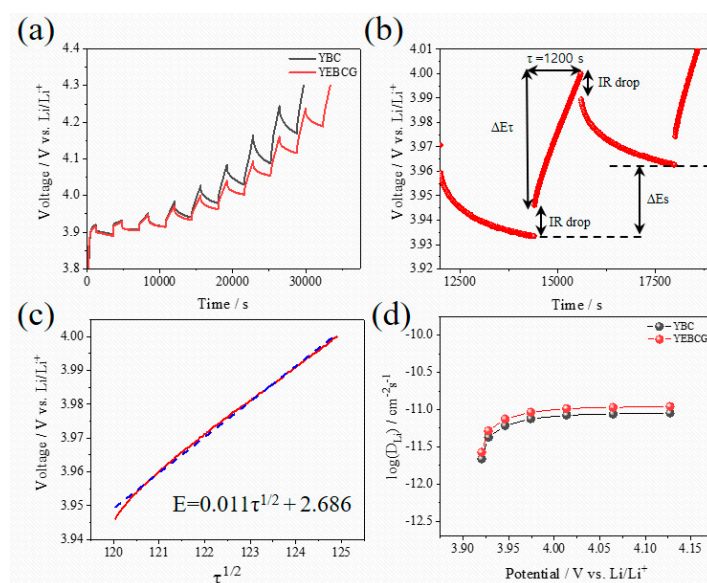 (a)
4.4
4.3
4.2
4.1
4.0
3.9
3.8
YBC
YEBCG
Voltage / V vs. Li/Li⁺
0 10000 20000 30000
Time / s
(b)
4.01
4.00
3.99
3.98
3.97
3.96
3.95
3.94
3.93
3.92
τ =1200 s
IR drop
ΔEτ
ΔEs
IR drop
Voltage / V vs. Li/Li⁺
12500 15000 17500
Time / s
(c)
4.00
3.99
3.98
3.97
3.96
3.95
3.94
Voltage / V vs. Li/Li⁺
E=0.011τ¹ᐟ² + 2.686
120 121 122 123 124 125
τ¹ᐟ²
(d)
YBC
YEBCG
-10.0
-10.5
-11.0
-11.5
-12.0
-12.5
log(D_Li) / cm⁻²s⁻¹
3.90 3.95 4.00 4.05 4.10 4.15
Potential / V vs. Li/Li⁺